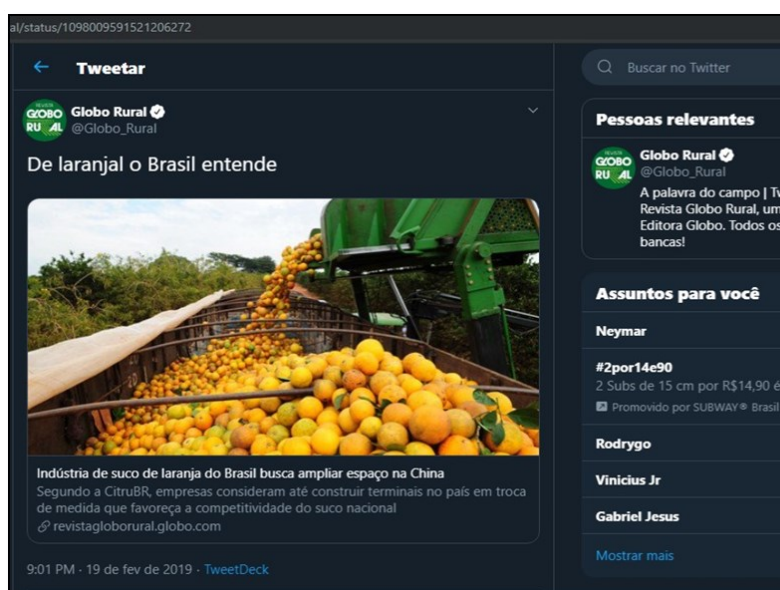 al/status/1098009591521206272
Tweetar
Globo Rural
@Globo_Rural
De laranjal o Brasil entende
Indústria de suco de laranja do Brasil busca ampliar espaço na China
Segundo a CitruBR, empresas consideram até construir terminais no país em troca
de medida que favoreça a competitividade do suco nacional
revistagloborural.globo.com
9:01 PM · 19 de fev de 2019 · TweetDeck
Buscar no Twitter
Pessoas relevantes
GLOBO
RURAL
Globo Rural
@Globo_Rural
A palavra do campo |
Revista Globo Rural,
Editora Globo. Todos os
bancas!
Assuntos para você
Neymar
#2por14e90
2 Subs de 15 cm por R$14,90 é
Promovido por SUBWAY® Brasil
Rodrygo
Vinicius Jr
Gabriel Jesus
Mostrar mais